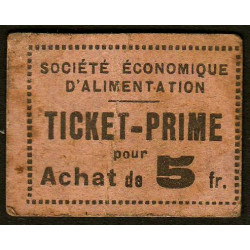 SOCIÉTÉ ÉCONOMIQUE
D'ALIMENTATION
TICKET-PRIME
pour
Achat de 5 fr.